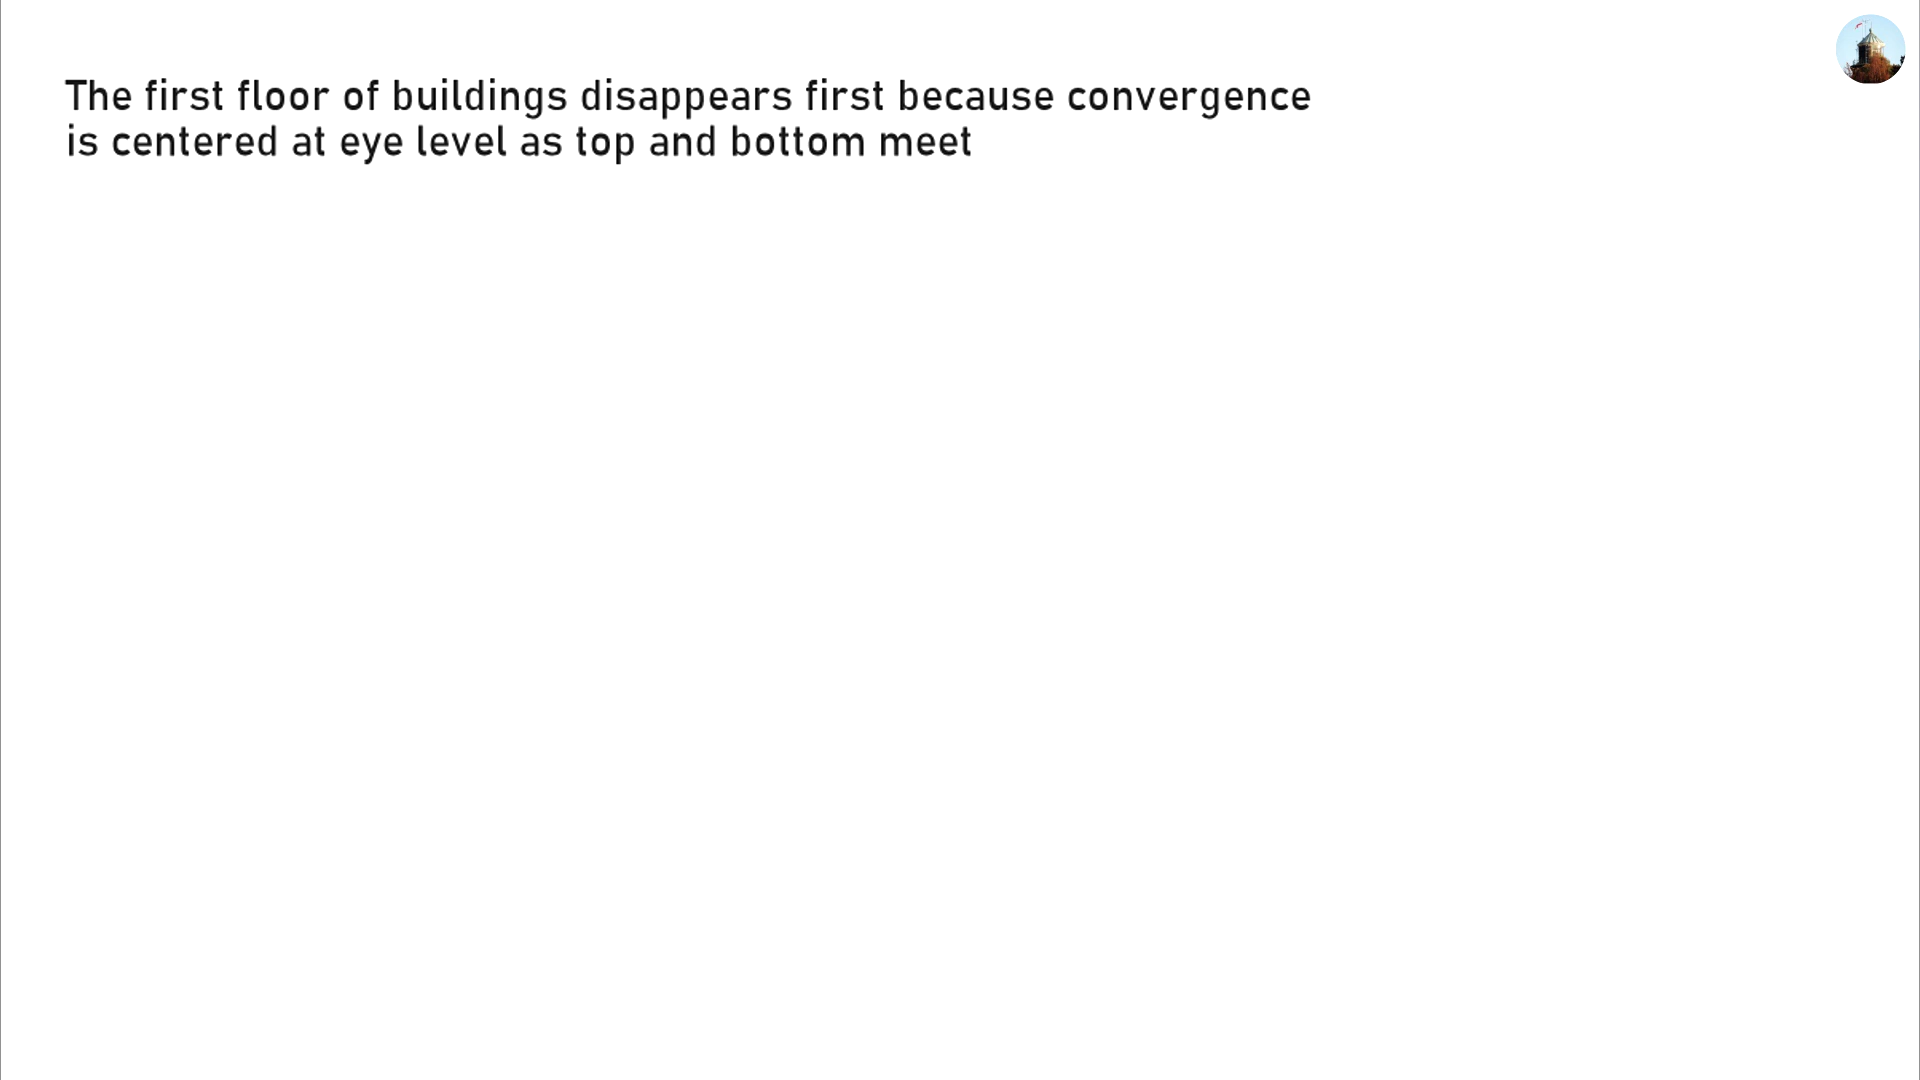 The first floor of buildings disappears first because convergence
is centered at eye level as top and bottom meet